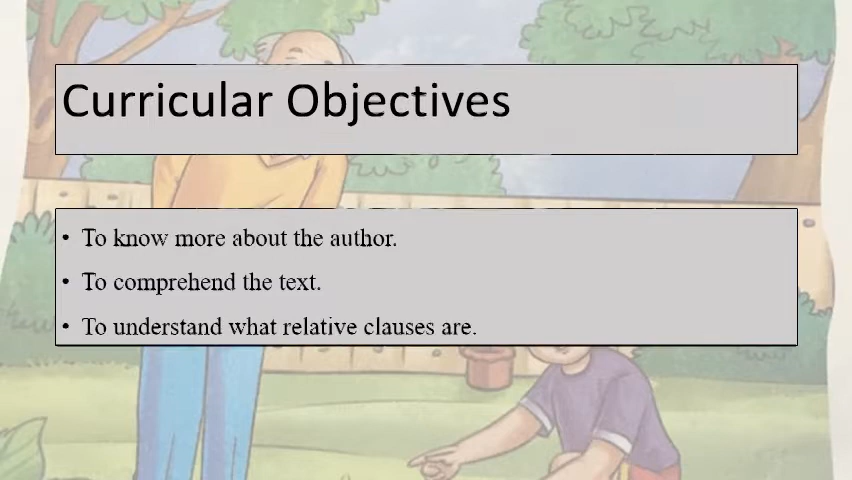 Curricular Objectives
• To know more about the author.
• To comprehend the text.
• To understand what relative clauses are.